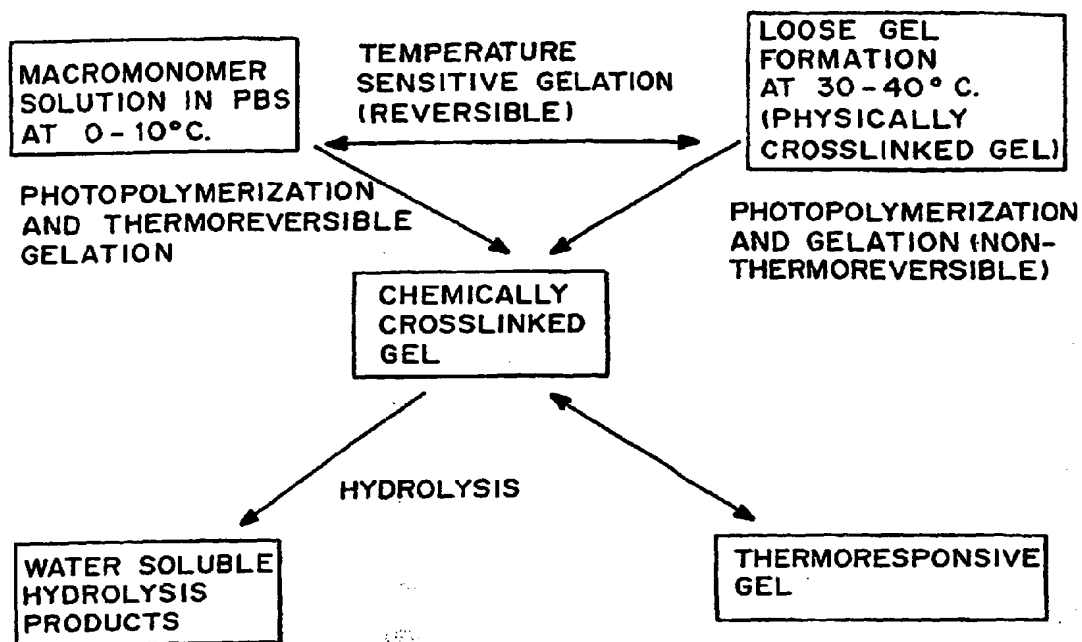 MACROMONOMER
SOLUTION IN PBS
AT 0-10°C.
TEMPERATURE
SENSITIVE GELATION
(REVERSIBLE)
LOOSE GEL
FORMATION
AT 30-40°C.
(PHYSICALLY
CROSSLINKED GEL)
PHOTOPOLYMERIZATION
AND THERMOREVERSIBLE
GELATION
PHOTOPOLYMERIZATION
AND GELATION (NON-
THERMOREVERSIBLE)
CHEMICALLY
CROSSLINKED
GEL
HYDROLYSIS
WATER SOLUBLE
HYDROLYSIS
PRODUCTS
THERMORESPONSIVE
GEL